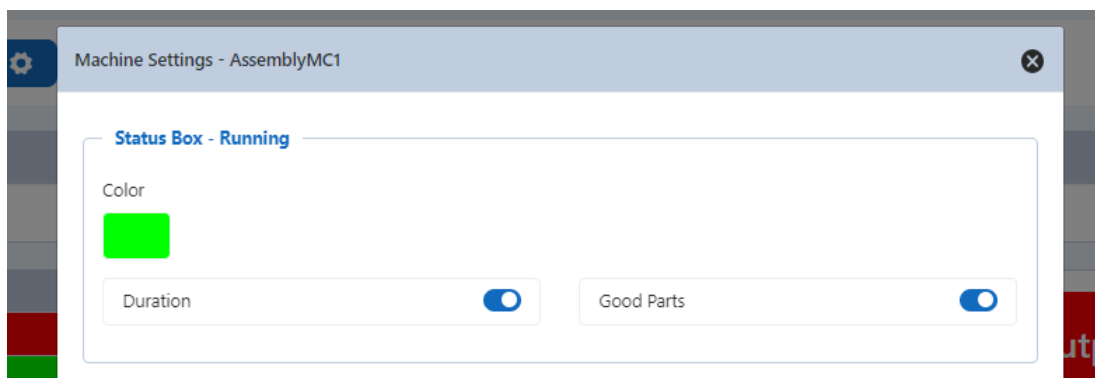 Machine Settings - AssemblyMC1
Status Box - Running
Color
Duration
Good Parts